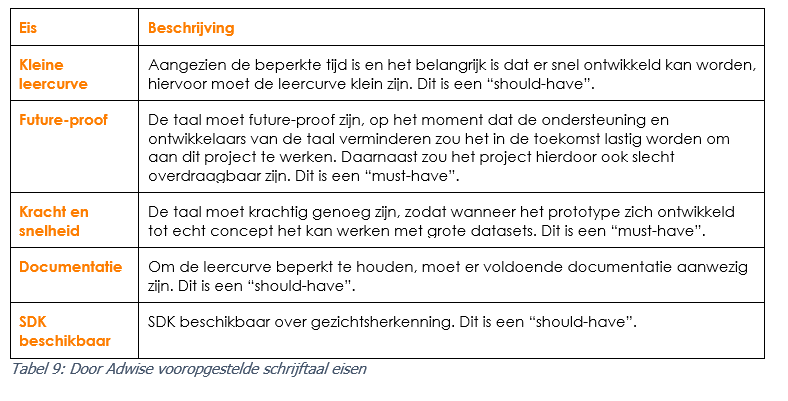 Eis Beschrijving
Kleine leercurve
Aangezien de beperkte tijd is en het belangrijk is dat er snel ontwikkeld kan worden,
hiervoor moet de leercurve klein zijn. Dit is een “should-have”.
Future-proof
De taal moet future-proof zijn, op het moment dat de ondersteuning en
ontwikkelaars van de taal verminderen zou het in de toekomst lastig worden om
aan dit project te werken. Daarnaast zou het project hierdoor ook slecht
overdraagbaar zijn. Dit is een “must-have”.
Kracht en
snelheid
De taal moet krachtig genoeg zijn, zodat wanneer het prototype zich ontwikkeld
tot echt concept het kan werken met grote datasets. Dit is een “must-have”.
Documentatie
Om de leercurve beperkt te houden, moet er voldoende documentatie aanwezig
zijn. Dit is een “should-have”.
SDK
beschikbaar
SDK beschikbaar over gezichtsherkenning. Dit is een “should-have”.
Tabel 9: Door Adwise vooropgestelde schrijftaal eisen